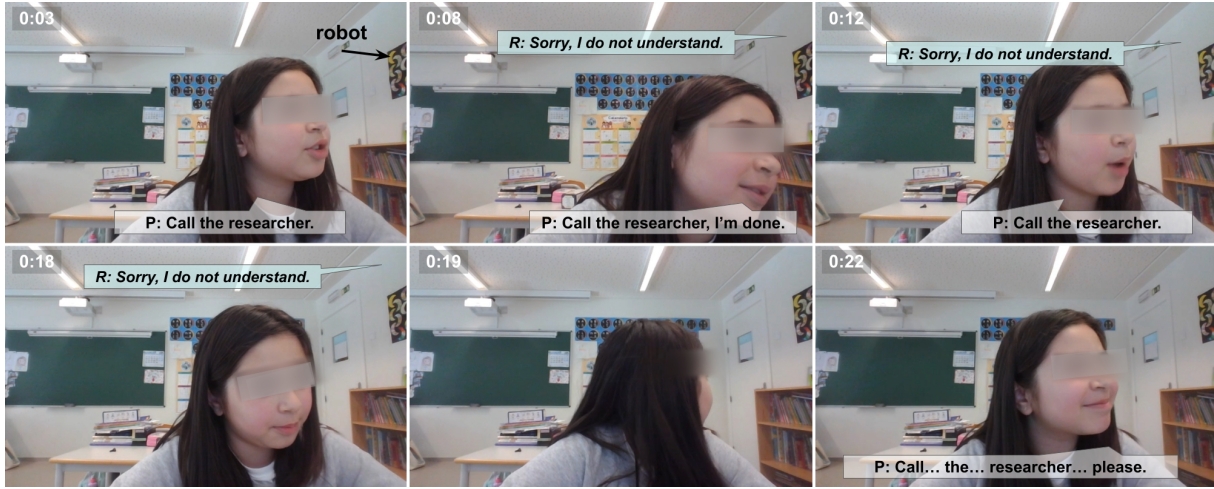 0:03
robot
P: Call the researcher.
0:08
R: Sorry, I do not understand.
P: Call the researcher, I'm done.
0:12
R: Sorry, I do not understand.
P: Call the researcher.
0:18
R: Sorry, I do not understand.
0:19
0:22
P: Call… the… researcher… please.